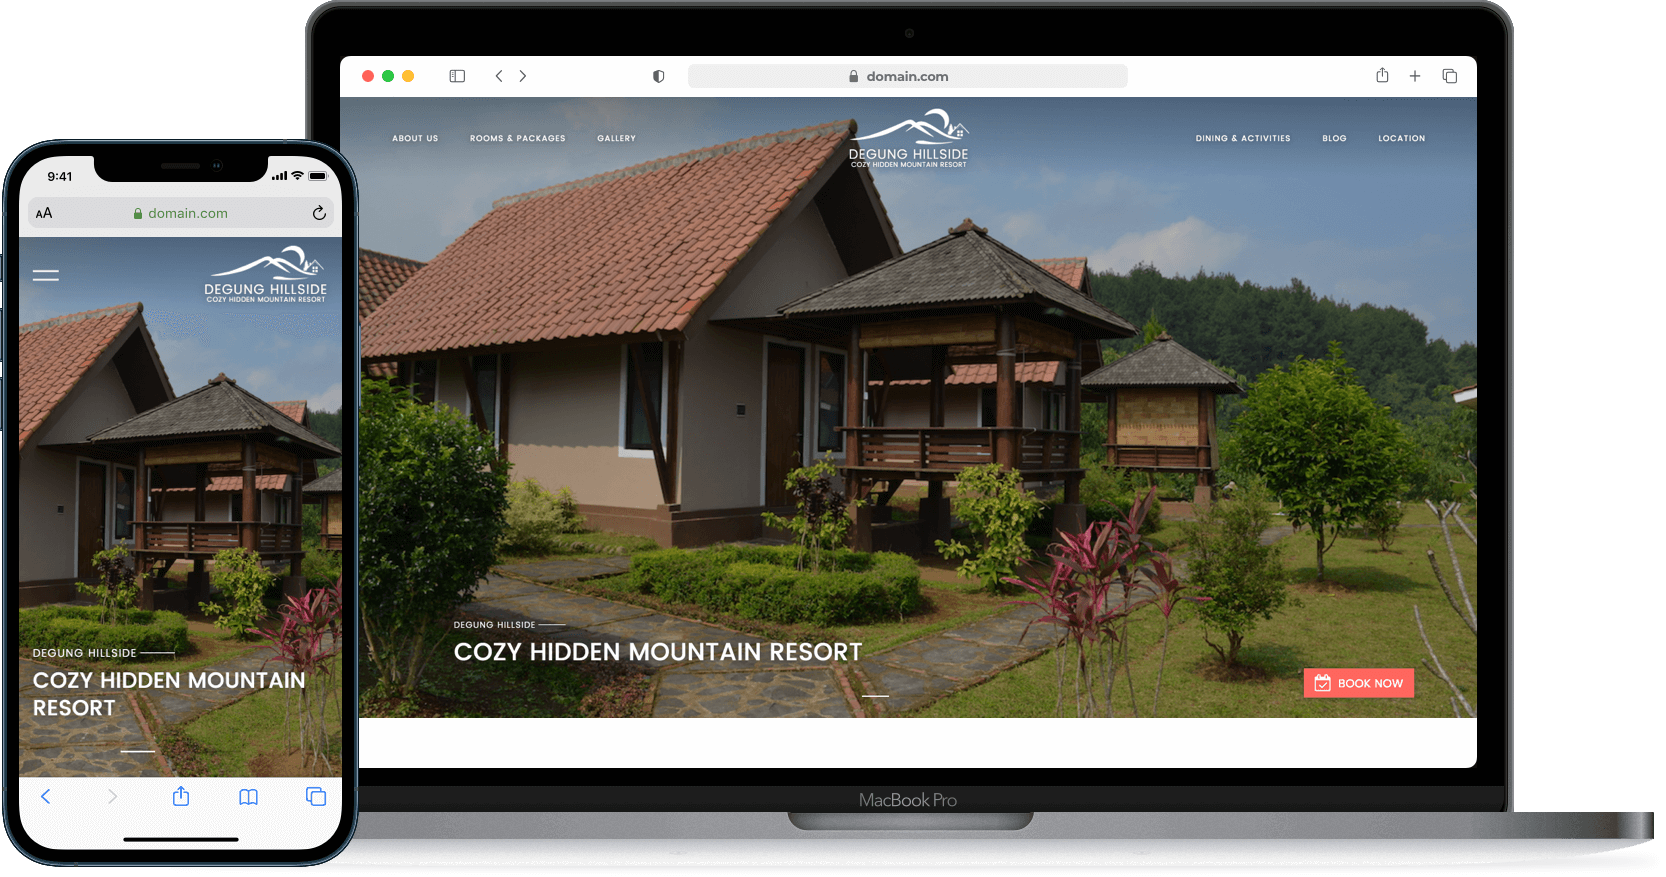 domain.com
ABOUT US
ROOMS & PACKAGES
GALLERY
DEGUNG HILLSIDE
COZY HIDDEN MOUNTAIN RESORT
DINING & ACTIVITIES
BLOG
LOCATION
DEGUNG HILLSIDE
COZY HIDDEN MOUNTAIN RESORT
BOOK NOW
MacBook Pro
9:41
AA
domain.com
DEGUNG HILLSIDE
COZY HIDDEN MOUNTAIN RESORT
DEGUNG HILLSIDE
COZY HIDDEN MOUNTAIN
RESORT